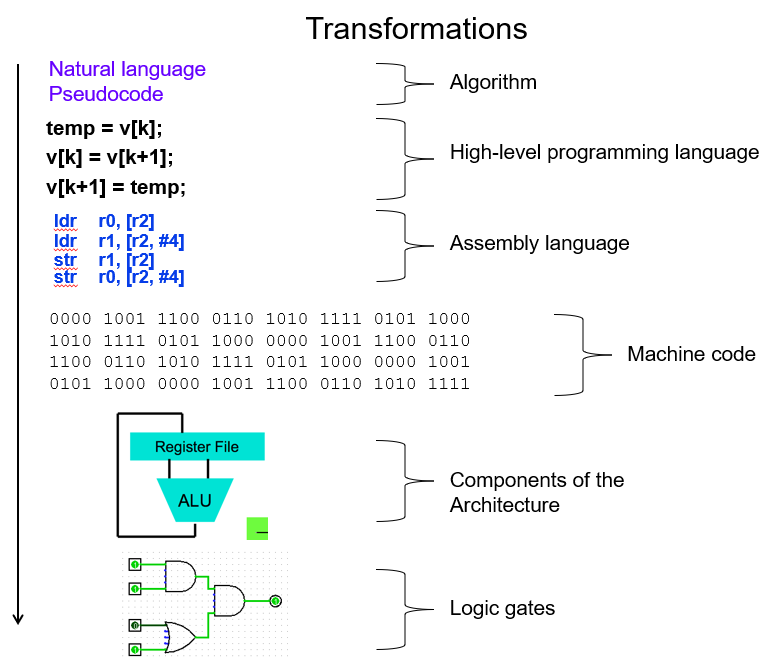 Transformations
Natural language
Pseudocode
Algorithm
temp = v[k];
v[k] = v[k+1];
v[k+1] = temp;
High-level programming language
ldr r0, [r2]
ldr r1, [r2, #4]
str r1, [r2]
str r0, [r2, #4]
Assembly language
0000 1001 1100 0110 1010 1111 0101 1000
1010 1111 0101 1000 0000 1001 1100 0110
1100 0110 1010 1111 0101 1000 0000 1001
0101 1000 0000 1001 1100 0110 1010 1111
Machine code
Register File
ALU
Components of the
Architecture
Logic gates